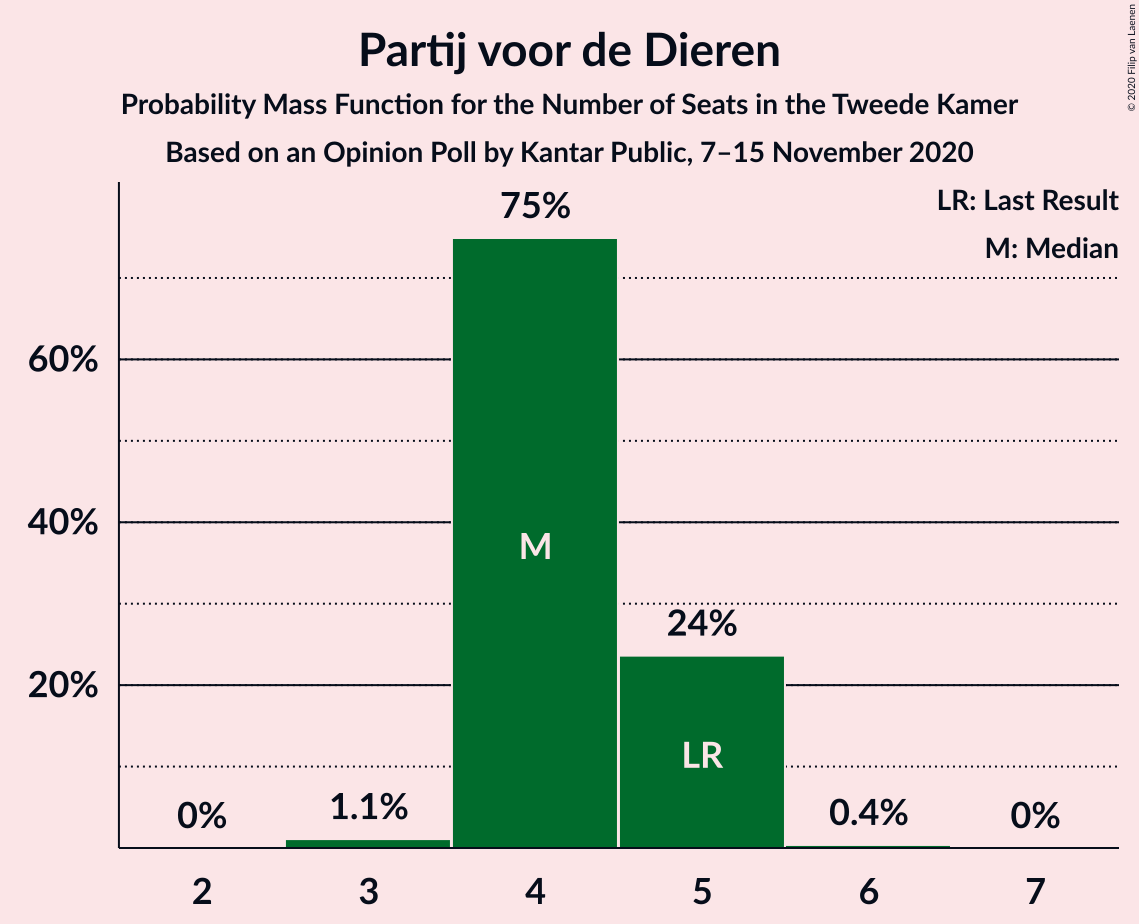 Partij voor de Dieren
Probability Mass Function for the Number of Seats in the Tweede Kamer
Based on an Opinion Poll by Kantar Public, 7–15 November 2020
© 2020 Filip van Laenen
LR: Last Result
M: Median
75%
60%
40%
M
24%
20%
LR
0%
1.1%
0.4%
0%
2 3 4 5 6 7